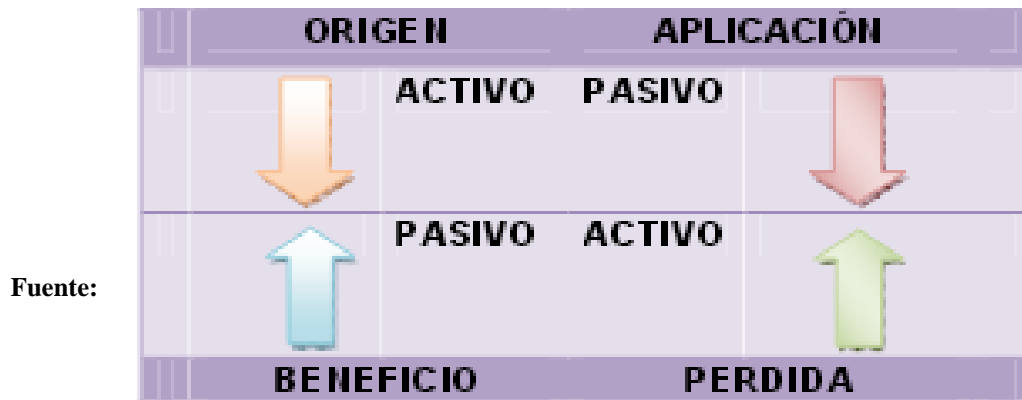 ORIGEN APLICACIÓN
ACTIVO PASIVO
PASIVO ACTIVO
Fuente:
BENEFICIO PERDIDA